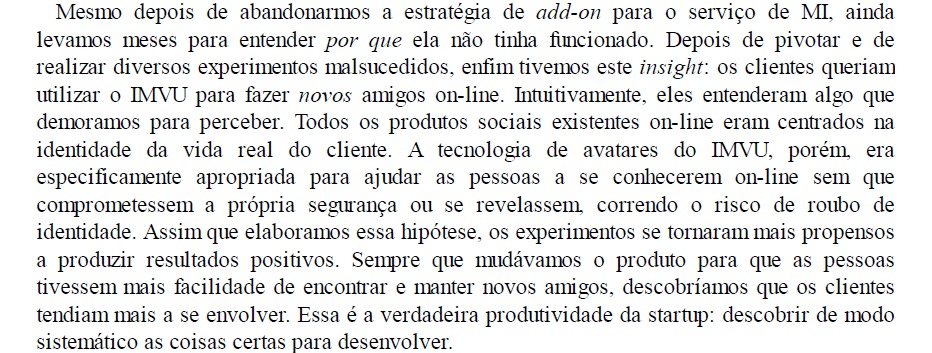 Mesmo depois de abandonarmos a estratégia de add-on para o serviço de MI, ainda
levamos meses para entender por que ela não tinha funcionado. Depois de pivotar e de
realizar diversos experimentos malsucedidos, enfim tivemos este insight: os clientes queriam
utilizar o IMVU para fazer novos amigos on-line. Intuitivamente, eles entenderam algo que
demoramos para perceber. Todos os produtos sociais existentes on-line eram centrados na
identidade da vida real do cliente. A tecnologia de avatares do IMVU, porém, era
especificamente apropriada para ajudar as pessoas a se conhecerem on-line sem que
comprometessem a própria segurança ou se revelassem, correndo o risco de roubo de
identidade. Assim que elaboramos essa hipótese, os experimentos se tornaram mais propensos
a produzir resultados positivos. Sempre que mudávamos o produto para que as pessoas
tivessem mais facilidade de encontrar e manter novos amigos, descobríamos que os clientes
tendiam mais a se envolver. Essa é a verdadeira produtividade da startup: descobrir de modo
sistemático as coisas certas para desenvolver.